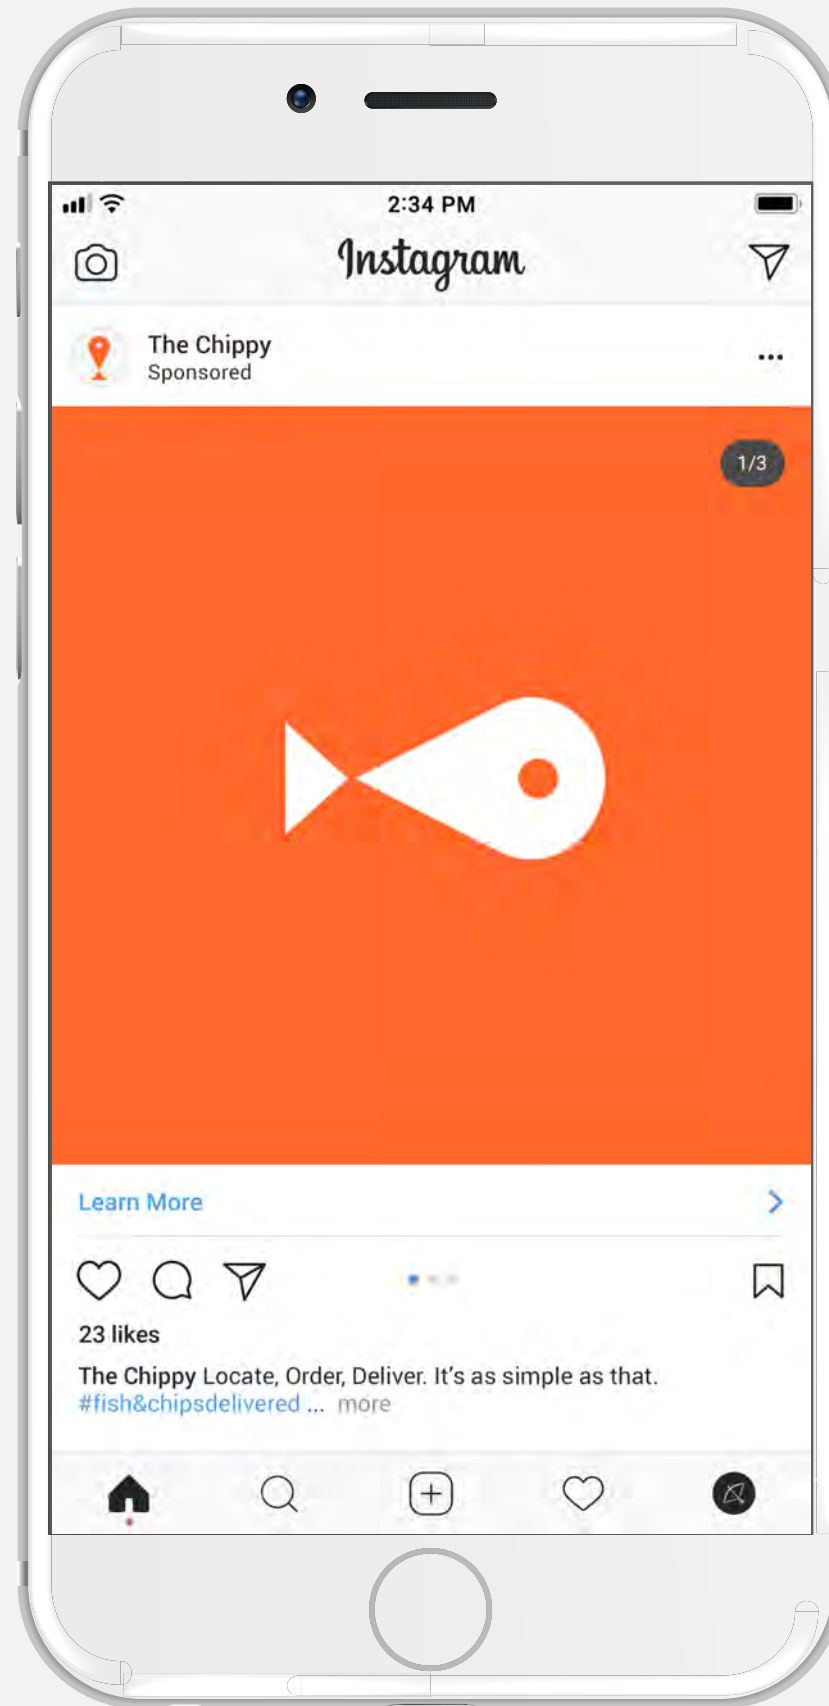 2:34 PM
Instagram
The Chippy
Sponsored
1/3
Learn More
23 likes
The Chippy Locate, Order, Deliver. It's as simple as that.
#fish&chipsdelivered ... more